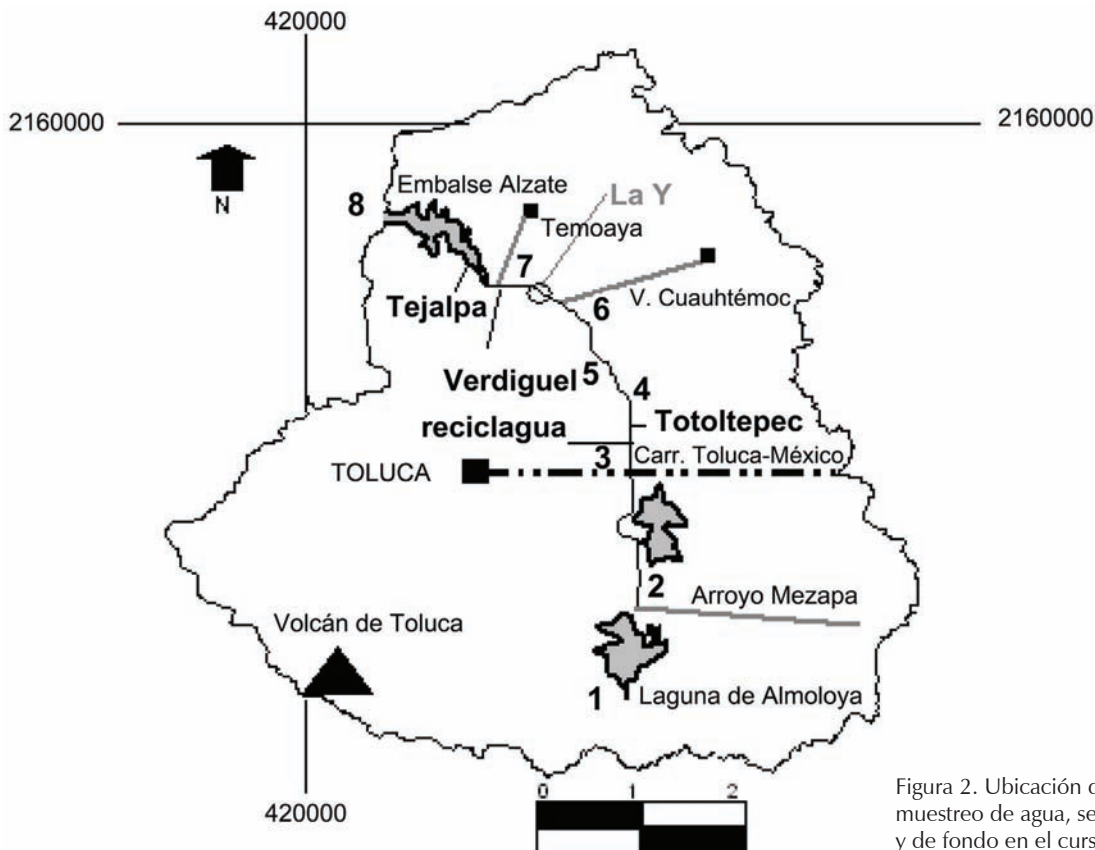 420000
2160000
2160000
N
8
Embalse Alzate
La Y
Temoaya
7
V. Cuauhtémoc
6
Tejalpa
Verdiguel
5
4
reciclagua
Totoltepec
3
Carr. Toluca-México
TOLUCA
2
Arroyo Mezapa
Volcán de Toluca
1
Laguna de Almoloya
420000
0 1 2
Figura 2. Ubicación
muestreo de agua,
y de fondo en el